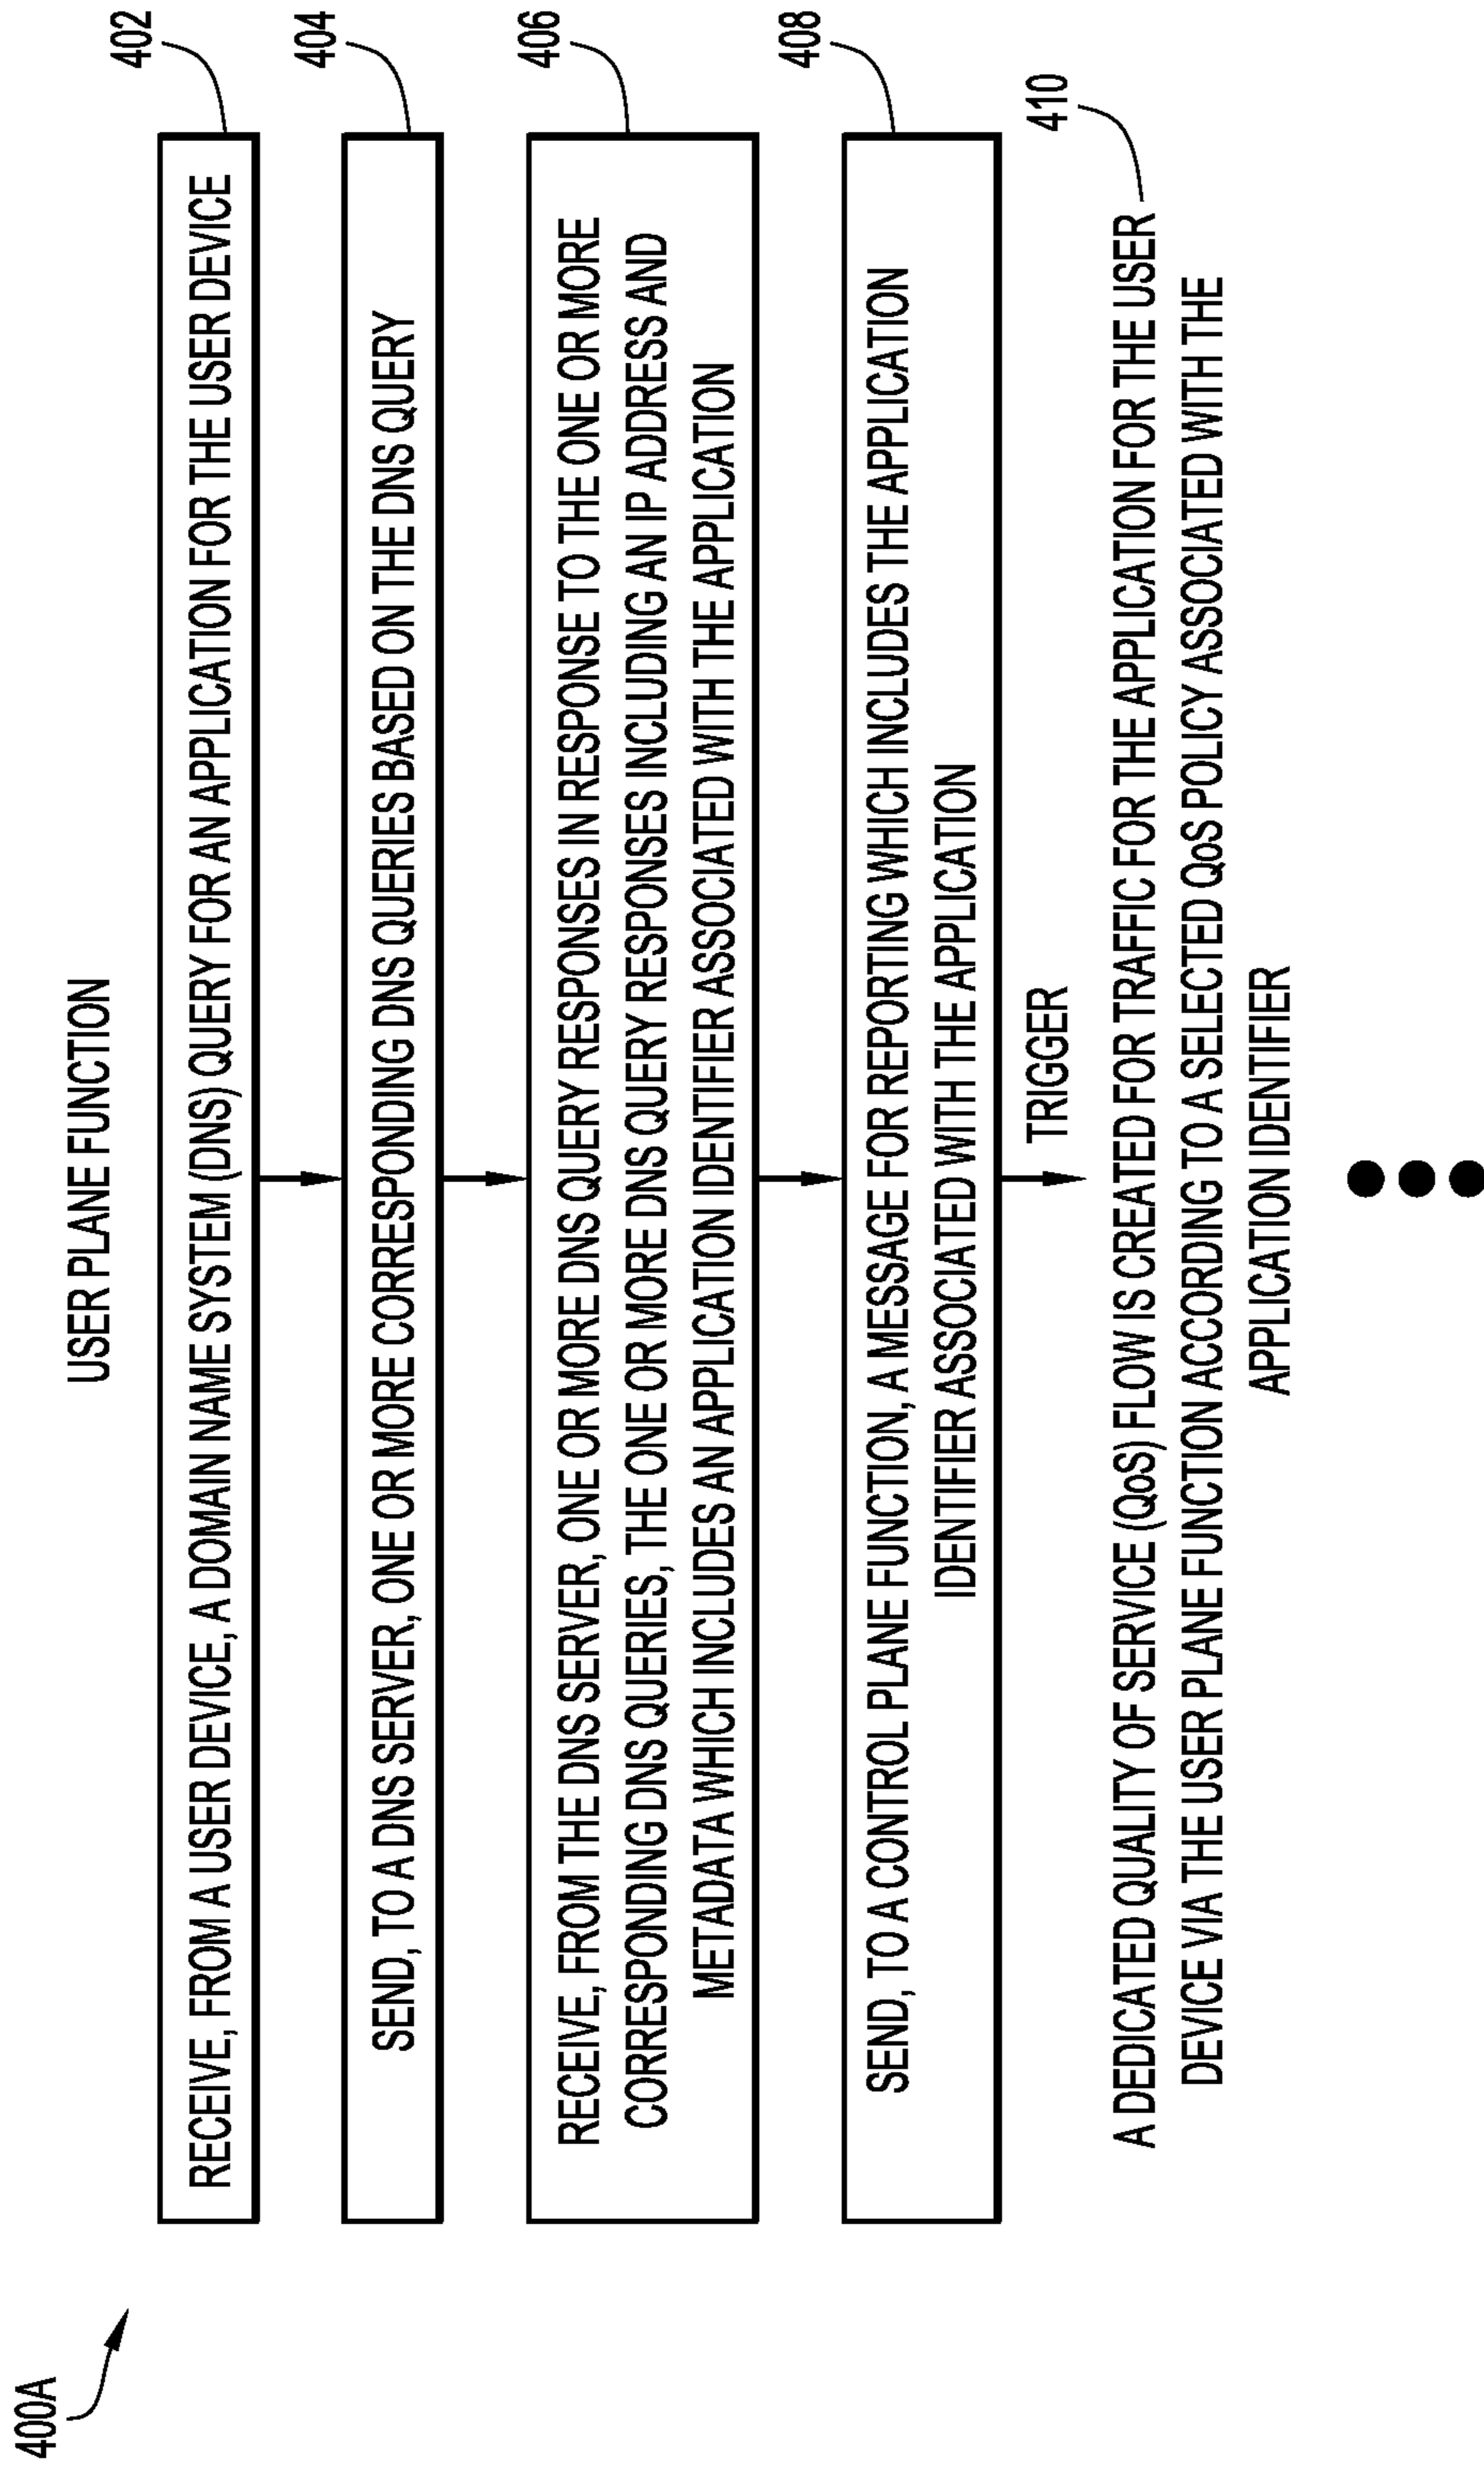 400A
USER PLANE FUNCTION
402
RECEIVE, FROM A USER DEVICE, A DOMAIN NAME SYSTEM (DNS) QUERY FOR AN APPLICATION FOR THE USER DEVICE
404
SEND, TO A DNS SERVER, ONE OR MORE CORRESPONDING DNS QUERIES BASED ON THE DNS QUERY
406
RECEIVE, FROM THE DNS SERVER, ONE OR MORE DNS QUERY RESPONSES IN RESPONSE TO THE ONE OR MORE
CORRESPONDING DNS QUERIES, THE ONE OR MORE DNS QUERY RESPONSES INCLUDING AN IP ADDRESS AND
METADATA WHICH INCLUDES AN APPLICATION IDENTIFIER ASSOCIATED WITH THE APPLICATION
408
SEND, TO A CONTROL PLANE FUNCTION, A MESSAGE FOR REPORTING WHICH INCLUDES THE APPLICATION
IDENTIFIER ASSOCIATED WITH THE APPLICATION
TRIGGER
410
A DEDICATED QUALITY OF SERVICE (QoS) FLOW IS CREATED FOR TRAFFIC FOR THE APPLICATION FOR THE USER
DEVICE VIA THE USER PLANE FUNCTION ACCORDING TO A SELECTED QoS POLICY ASSOCIATED WITH THE
APPLICATION IDENTIFIER